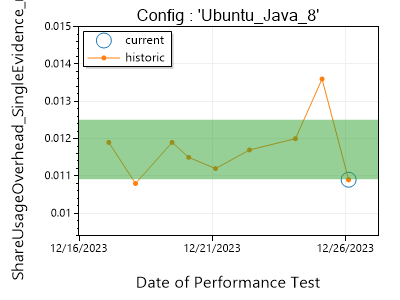 Config : 'Ubuntu_Java_8'
current
historic
ShareUsageOverhead_SingleEvidence_
0.015
0.014
0.013
0.012
0.011
0.01
12/16/2023
12/21/2023
12/26/2023
Date of Performance Test